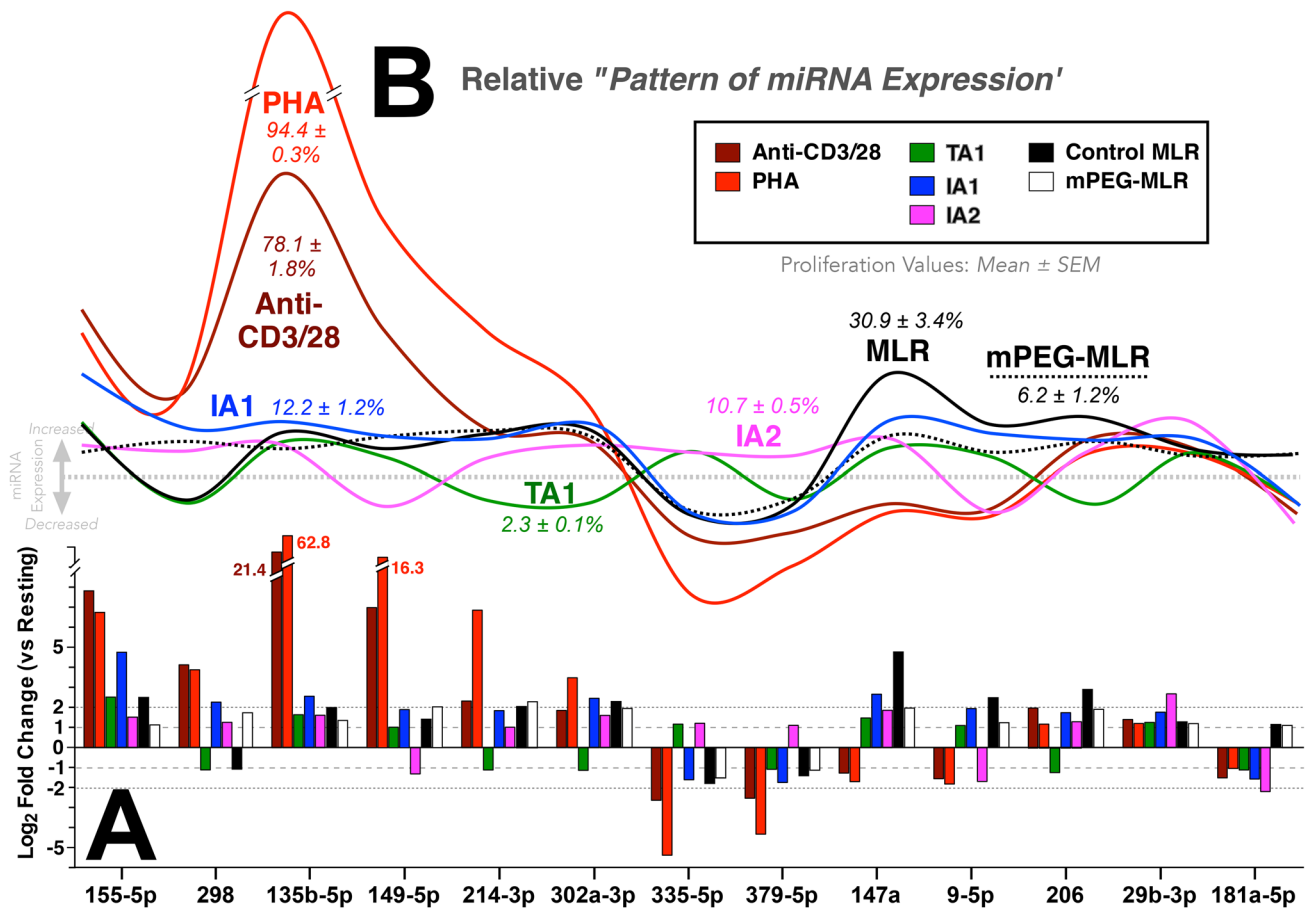 B
Relative "Pattern of miRNA Expression'
PHA
94.4 ±
0.3%
78.1 ±
1.8%
Anti-
CD3/28
Anti-CD3/28
PHA
TA1
IA1
IA2
Control MLR
mPEG-MLR
Proliferation Values: Mean ± SEM
30.9 ± 3.4%
MLR
mPEG-MLR
6.2 ± 1.2%
IA1 12.2 ± 1.2%
10.7 ± 0.5%
IA2
TA1
2.3 ± 0.1%
Increased
miRNA
Expression
Decreased
21.4
62.8
16.3
Log2 Fold Change (vs Resting)
5
2
1
0
-1
-2
-5
A
155-5p 298 135b-5p 149-5p 214-3p 302a-3p 335-5p 379-5p 147a 9-5p 206 29b-3p 181a-5p